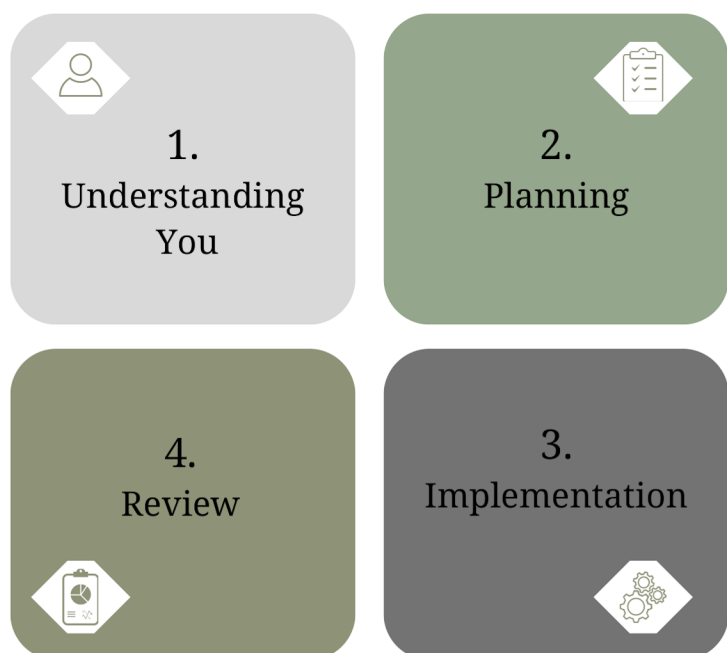 1.
Understanding
You
2.
Planning
3.
Implementation
4.
Review